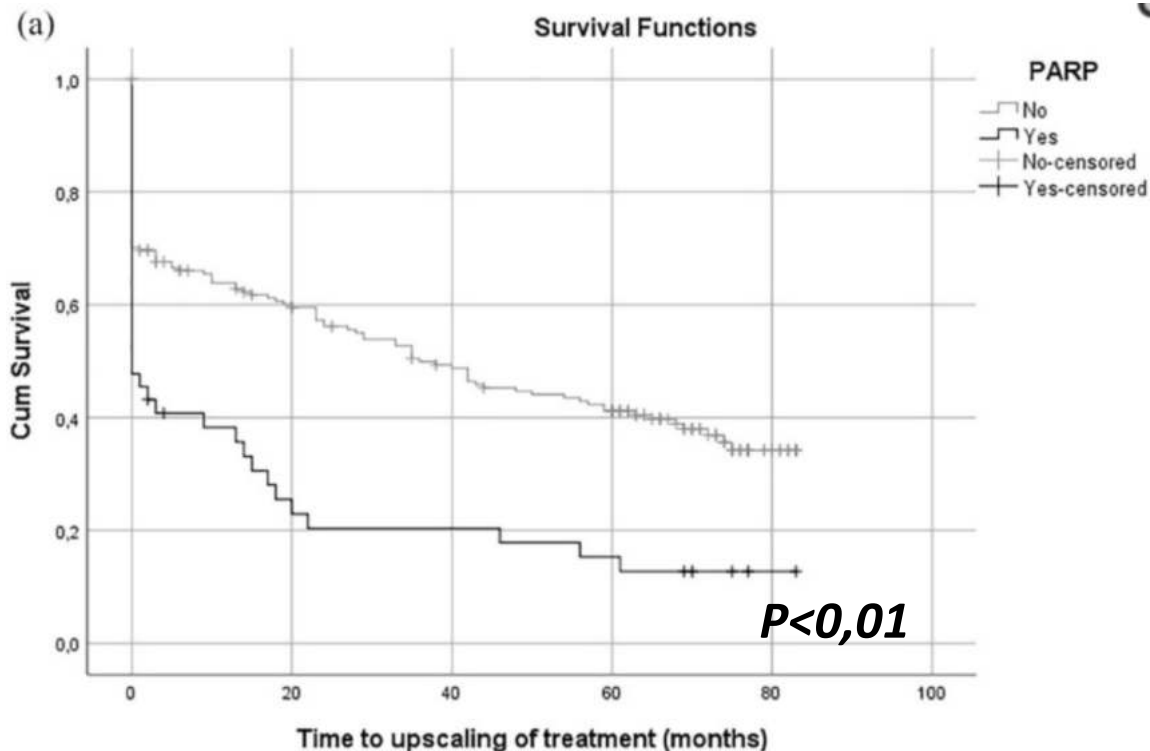 (a)
Survival Functions
PARP
No
Yes
No-censored
Yes-censored
Cum Survival
1,0
0,8
0,6
0,4
0,2
0,0
P<0,01
0 20 40 60 80 100
Time to upscaling of treatment (months)